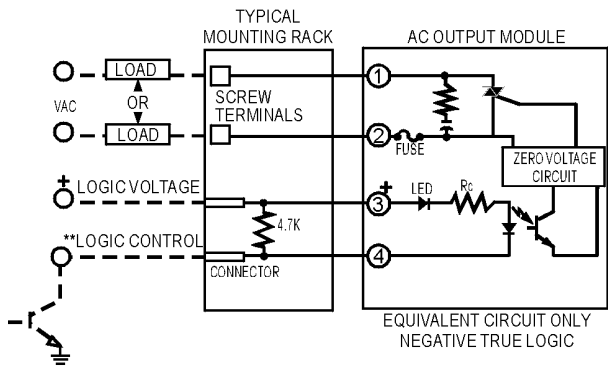 TYPICAL
MOUNTING RACK
AC OUTPUT MODULE
LOAD
OR
LOAD
VAC
SCREW
TERMINALS
1
2
FUSE
ZERO VOLTAGE
CIRCUIT
+
LOGIC VOLTAGE
4.7K
+
3
LED
Rc
**LOGIC CONTROL
CONNECTOR
4
EQUIVALENT CIRCUIT ONLY
NEGATIVE TRUE LOGIC